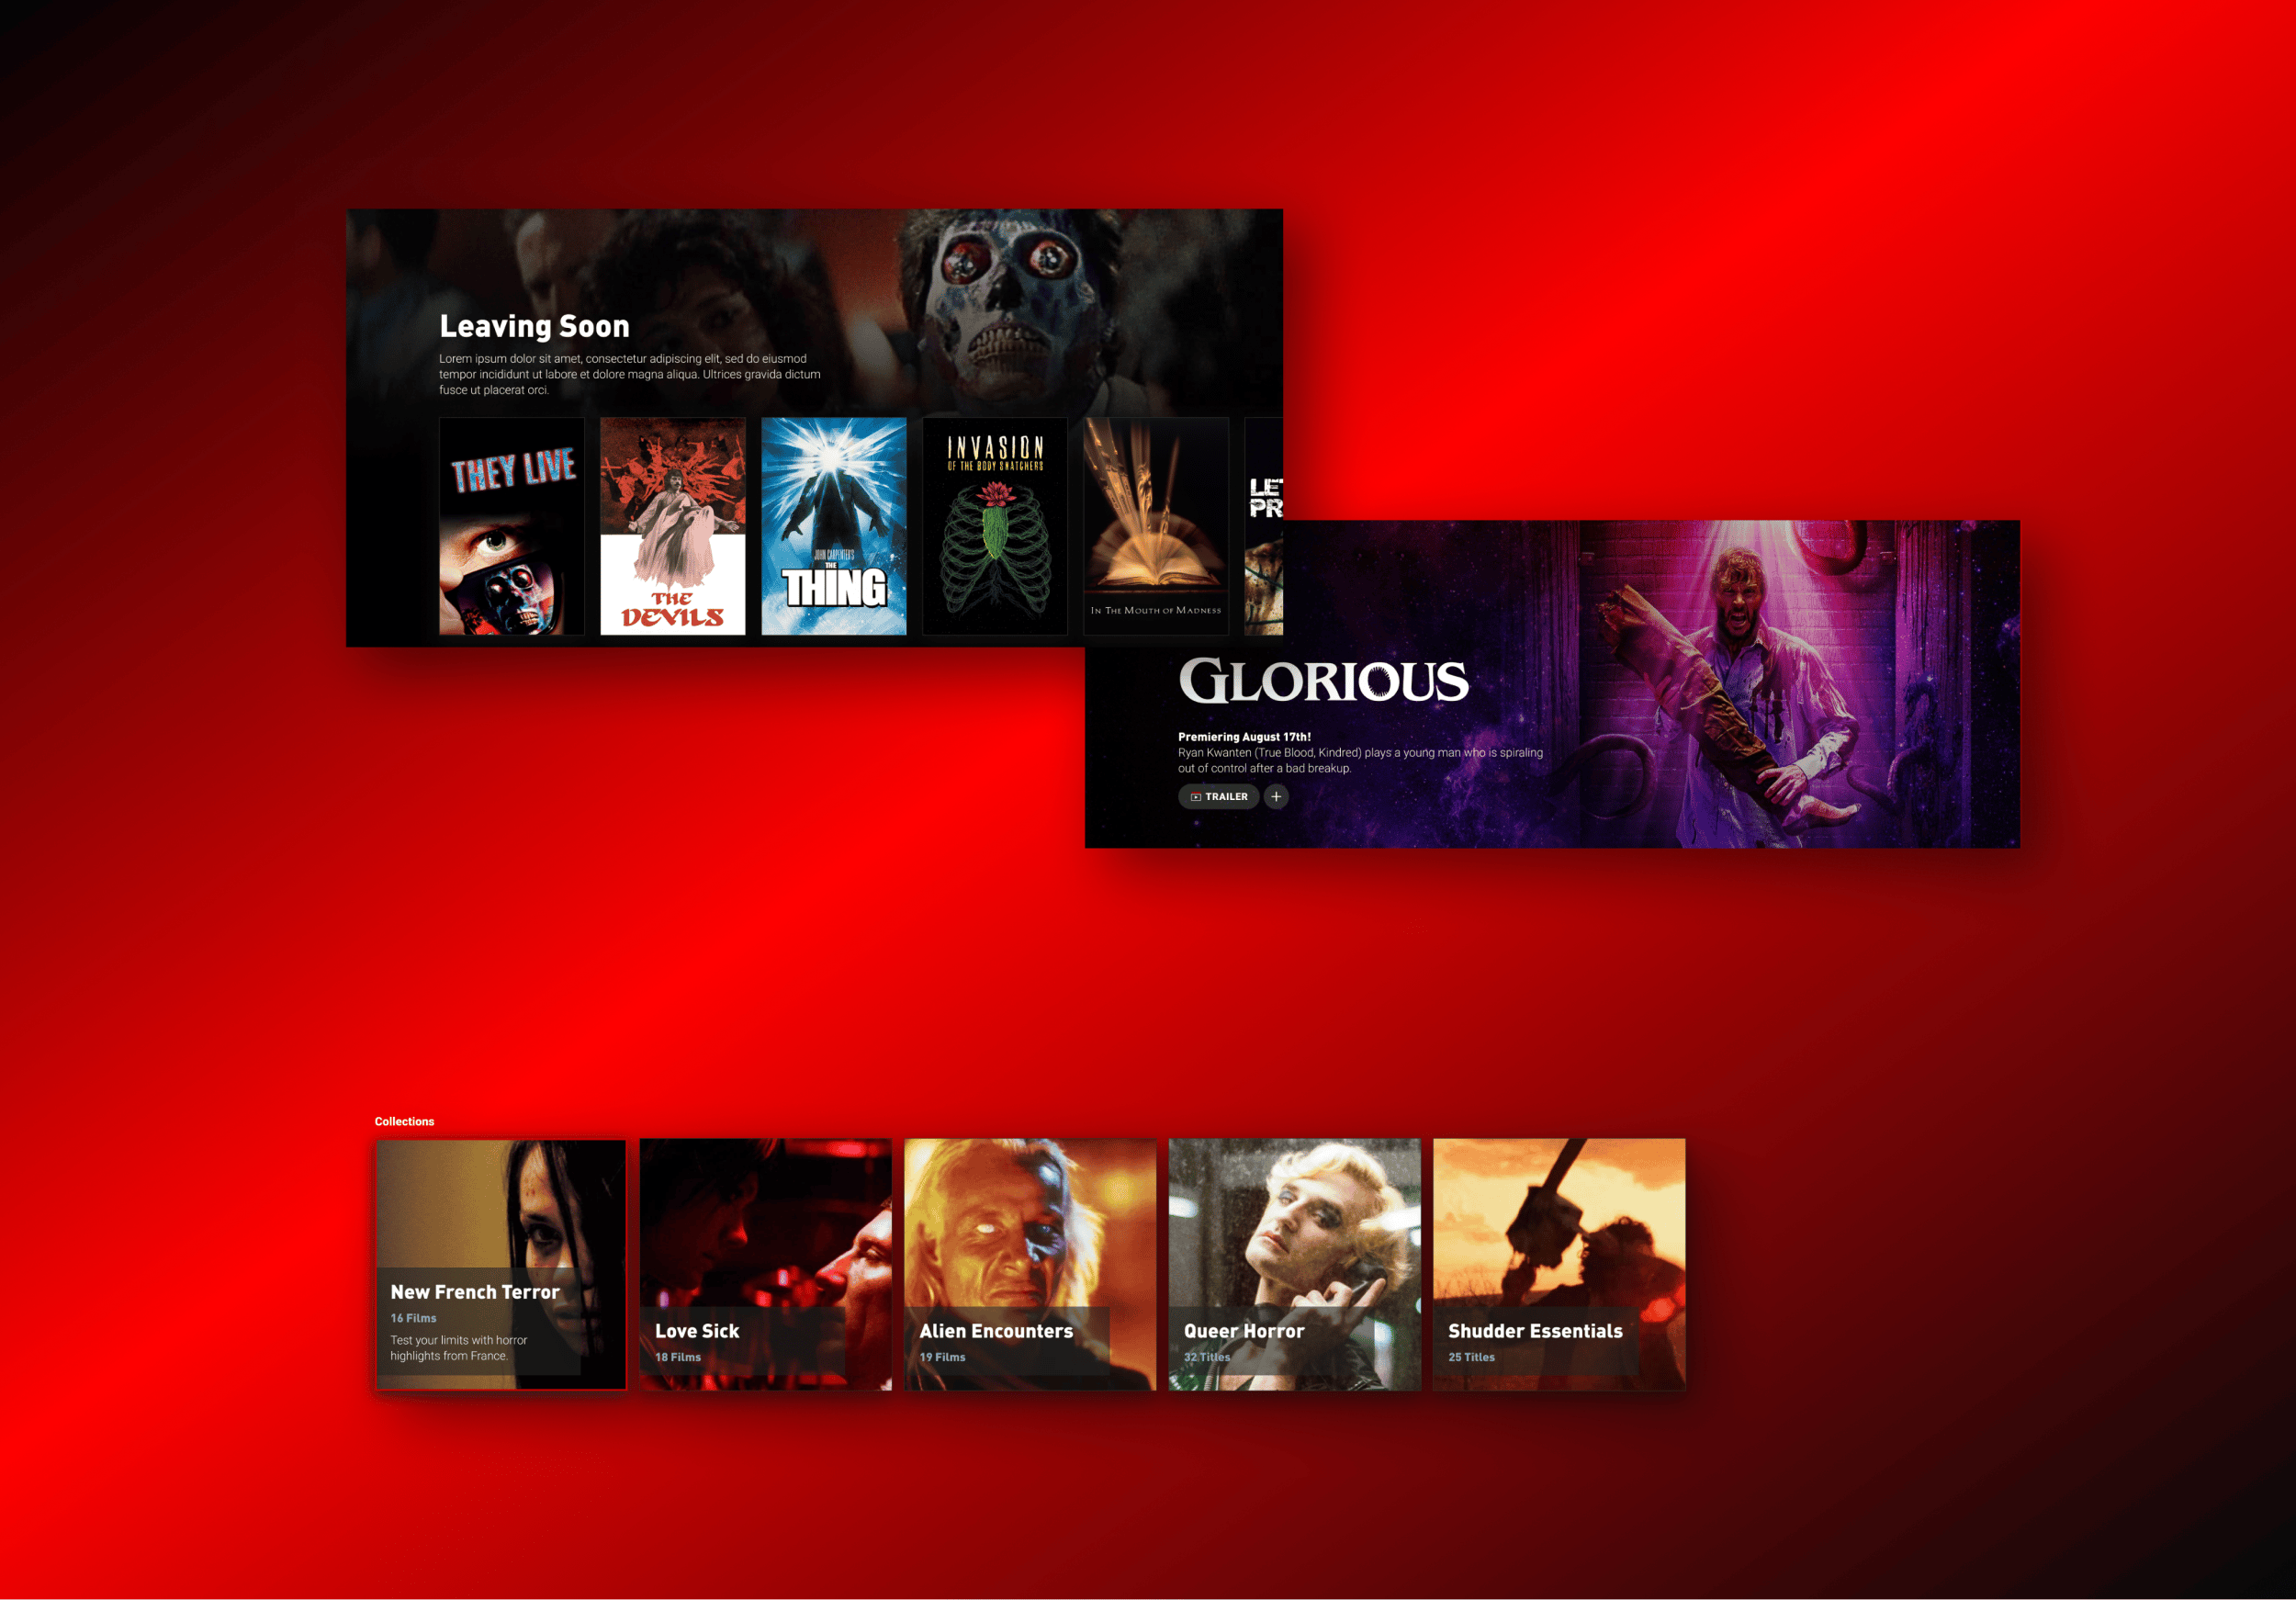 Leaving Soon
Lorem ipsum dolor sit amet, consectetur adipiscing elit, sed do eiusmod
tempor incididunt ut labore et dolore magna aliqua. Ultrices gravida dictum
fusce ut placerat orci.
THEY LIVE
THE
DEVILS
JOHN CARPENTER'S
THE
THING
INVASION
OF THE BODY SNATCHERS
IN THE MOUTH OF MADNESS
LET
PR
GLORIOUS
Premiering August 17th!
Ryan Kwanten (True Blood, Kindred) plays a young man who is spiraling
out of control after a bad breakup.
TRAILER
Collections
New French Terror
16 Films
Test your limits with horror
highlights from France.
Love Sick
18 Films
Alien Encounters
19 Films
Queer Horror
32 Titles
Shudder Essentials
25 Titles